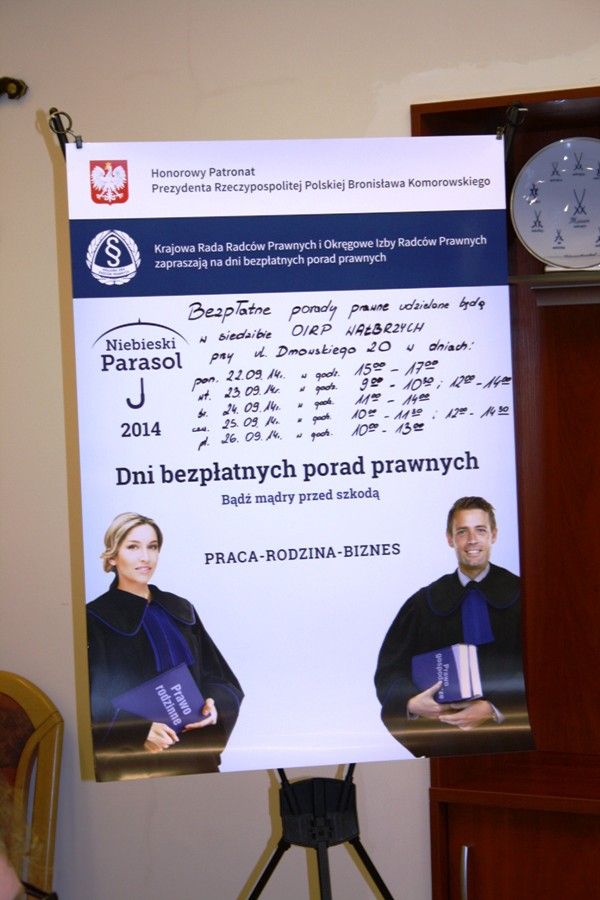 Honorowy Patronat
Prezydenta Rzeczypospolitej Polskiej Bronisława Komorowskiego
Krajowa Rada Radców Prawnych i Okręgowe Izby Radców Prawnych
zapraszają na dni bezpłatnych porad prawnych
§
Niebieski
Parasol
2014
Bezpłatne porady prawne udzielane będą
w siedzibie OIRP WAŁBRZYCH
przy ul. Dmowskiego 20 w dniach:
pon. 22.09.14r. w godz. 15⁰⁰ - 17⁰⁰
wt. 23.09.14r. w godz. 9⁰⁰ - 10³⁰ i 12⁰⁰ - 14⁰⁰
śr. 24.09.14r. w godz. 11⁰⁰ - 14⁰⁰
czw. 25.09.14r. w godz. 10⁰⁰ - 11³⁰ i 12⁰⁰ - 14³⁰
pt. 26.09.14r. w godz. 10⁰⁰ - 13⁰⁰
Dni bezpłatnych porad prawnych
Bądź mądry przed szkodą
PRACA-RODZINA-BIZNES
Prawo
rodzinne
Prawo